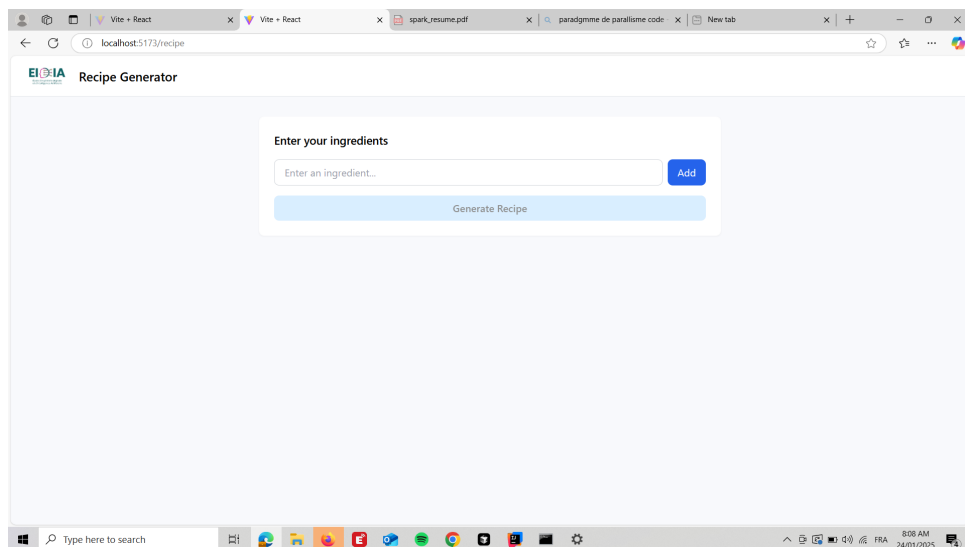 Vite + React
Vite + React
spark_resume.pdf
paradgmme de parallisme code
New tab
localhost:5173/recipe
EIGIA
Recipe Generator
Enter your ingredients
Enter an ingredient...
Add
Generate Recipe
Type here to search
FRA
8:08 AM
24/01/2025
4